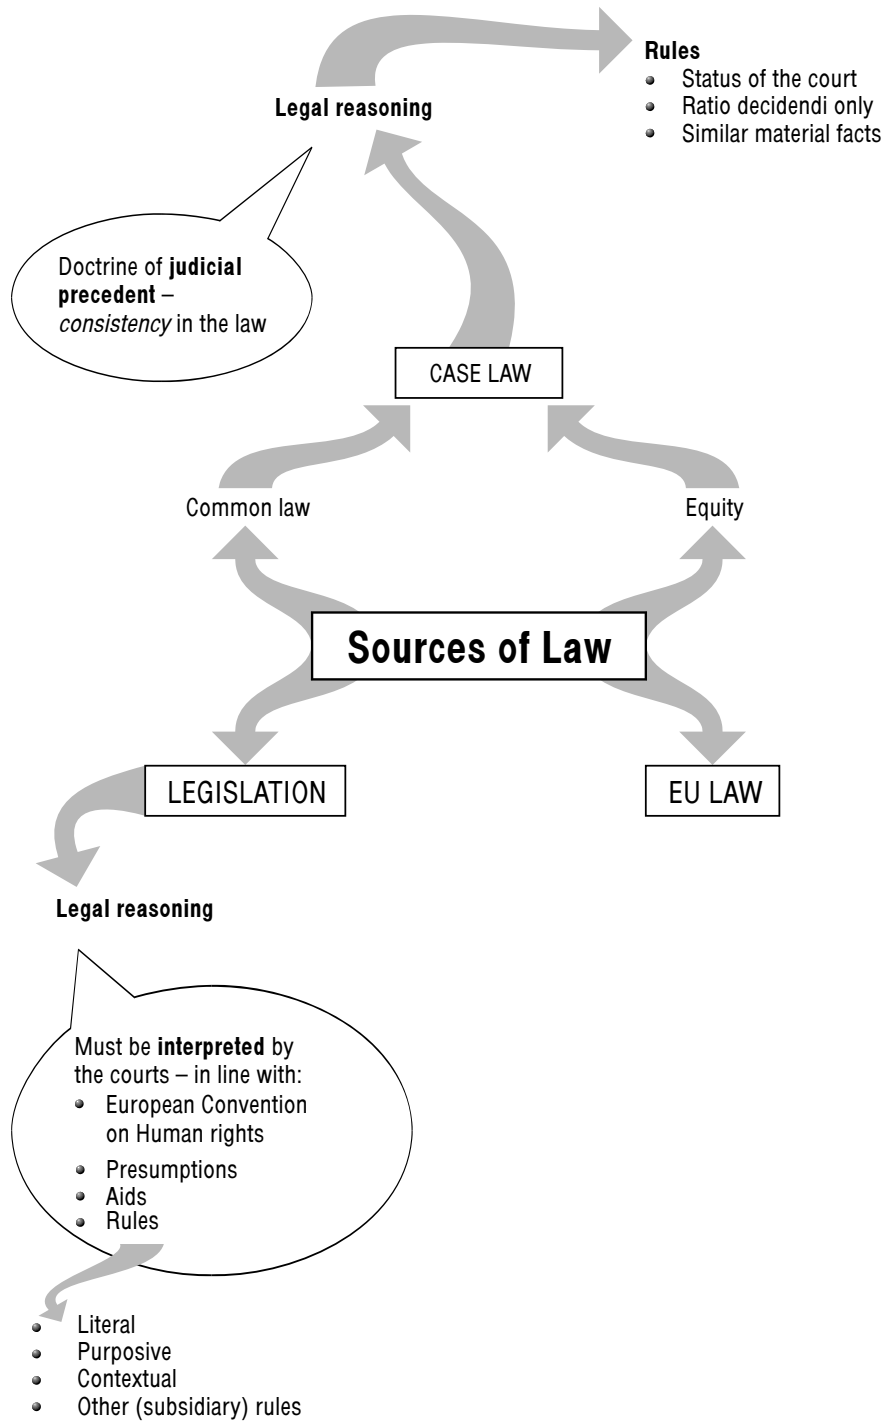 Rules
• Status of the court
• Ratio decidendi only
• Similar material facts
Legal reasoning
Doctrine of judicial
precedent –
consistency in the law
CASE LAW
Common law
Equity
Sources of Law
LEGISLATION
EU LAW
Legal reasoning
Must be interpreted by
the courts – in line with:
• European Convention
on Human rights
• Presumptions
• Aids
• Rules
• Literal
• Purposive
• Contextual
• Other (subsidiary) rules